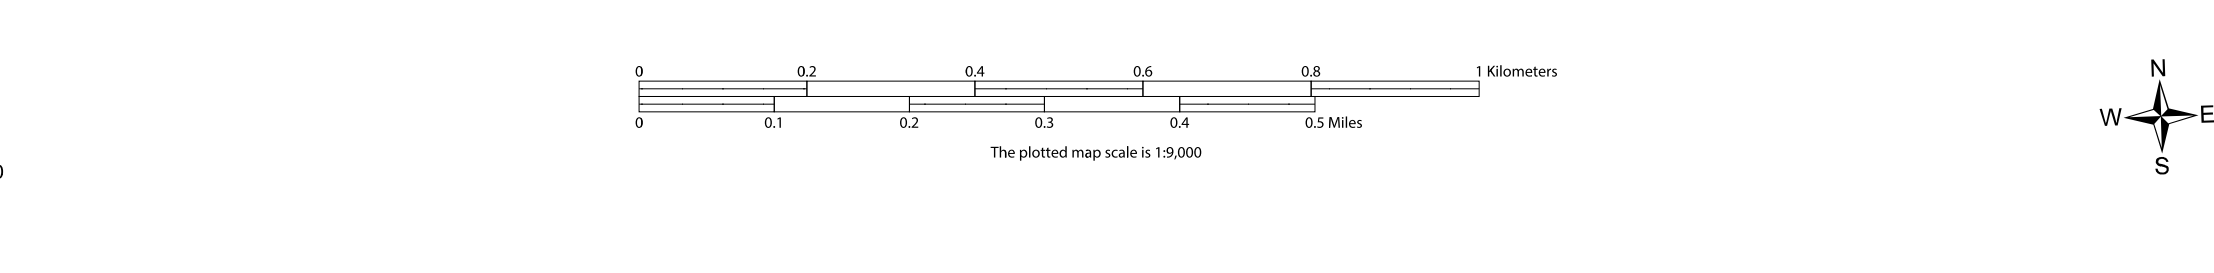 0 0.2 0.4 0.6 0.8 1 Kilometers
0 0.1 0.2 0.3 0.4 0.5 Miles
The plotted map scale is 1:9,000
N
W E
S